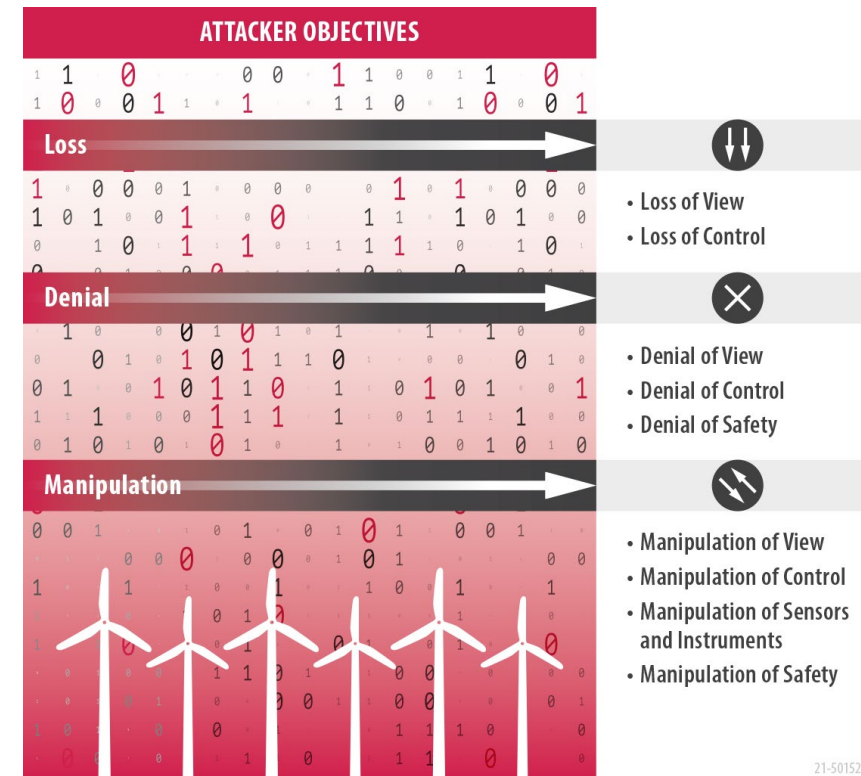 ATTACKER OBJECTIVES
Loss
• Loss of View
• Loss of Control
Denial
• Denial of View
• Denial of Control
• Denial of Safety
Manipulation
• Manipulation of View
• Manipulation of Control
• Manipulation of Sensors
and Instruments
• Manipulation of Safety
21-50152